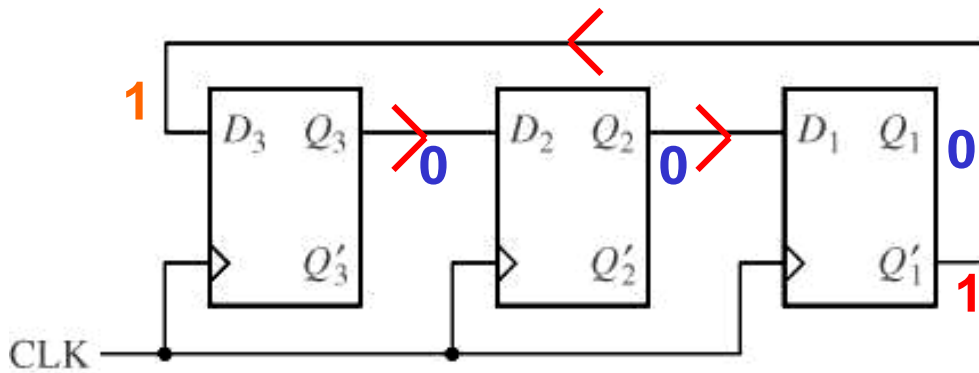 1
D₃ Q₃ D₂ Q₂ D₁ Q₁ 0
0 0
Q′₃ Q′₂ Q′₁
1
CLK